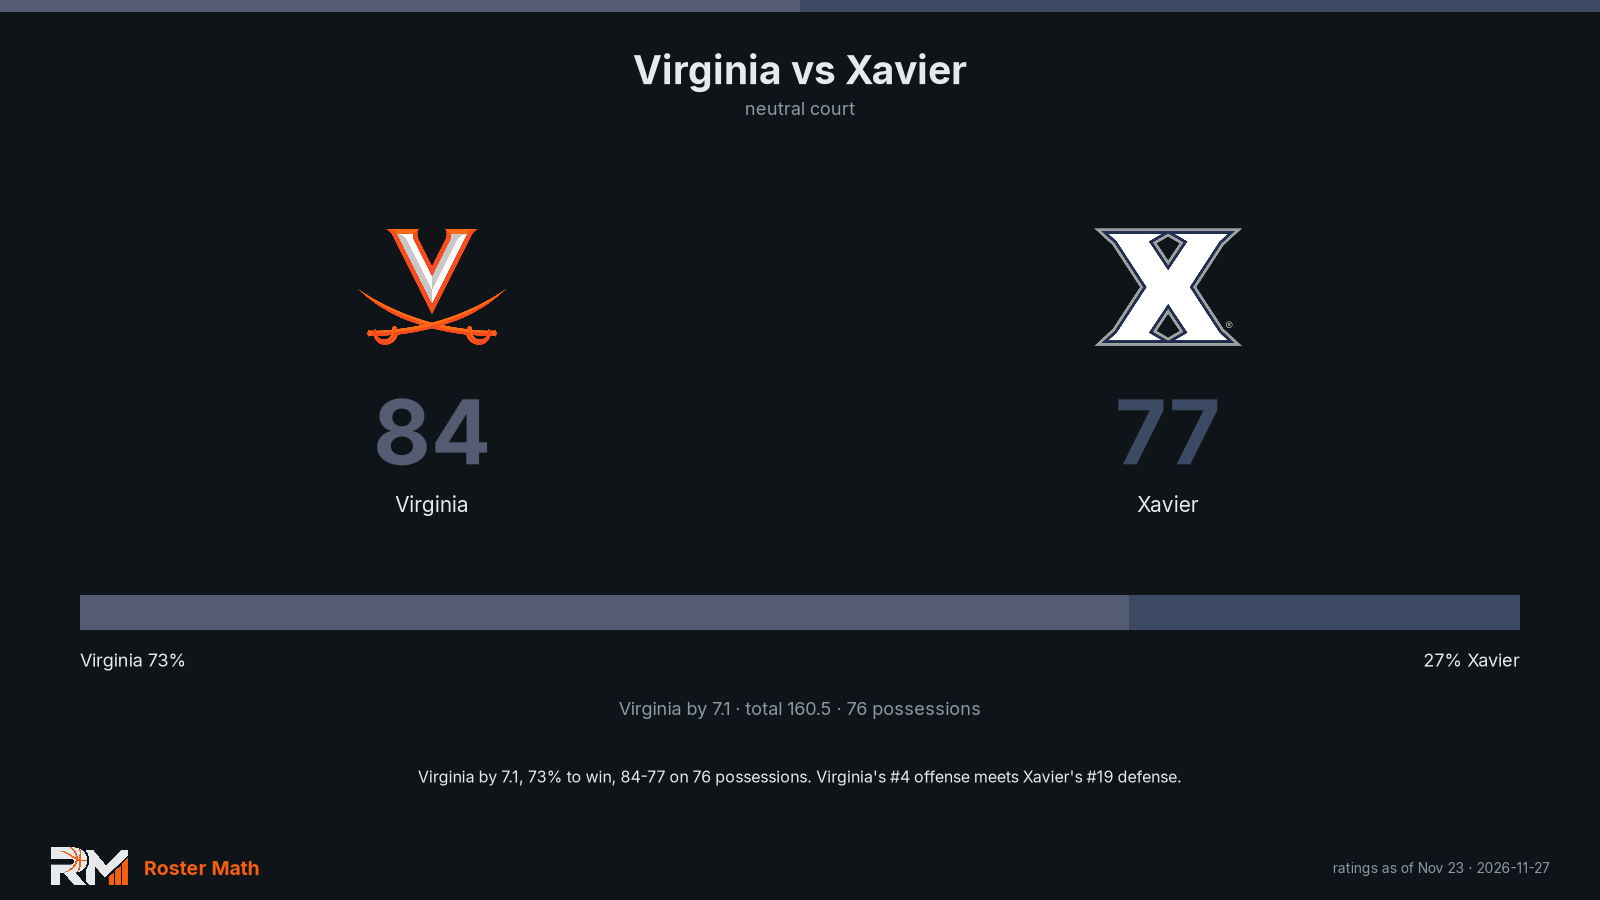 Virginia vs Xavier
neutral court
84
77
Virginia
Xavier
Virginia 73%
27% Xavier
Virginia by 7.1 · total 160.5 · 76 possessions
Virginia by 7.1, 73% to win, 84-77 on 76 possessions. Virginia's #4 offense meets Xavier's #19 defense.
RM Roster Math
ratings as of Nov 23 · 2026-11-27